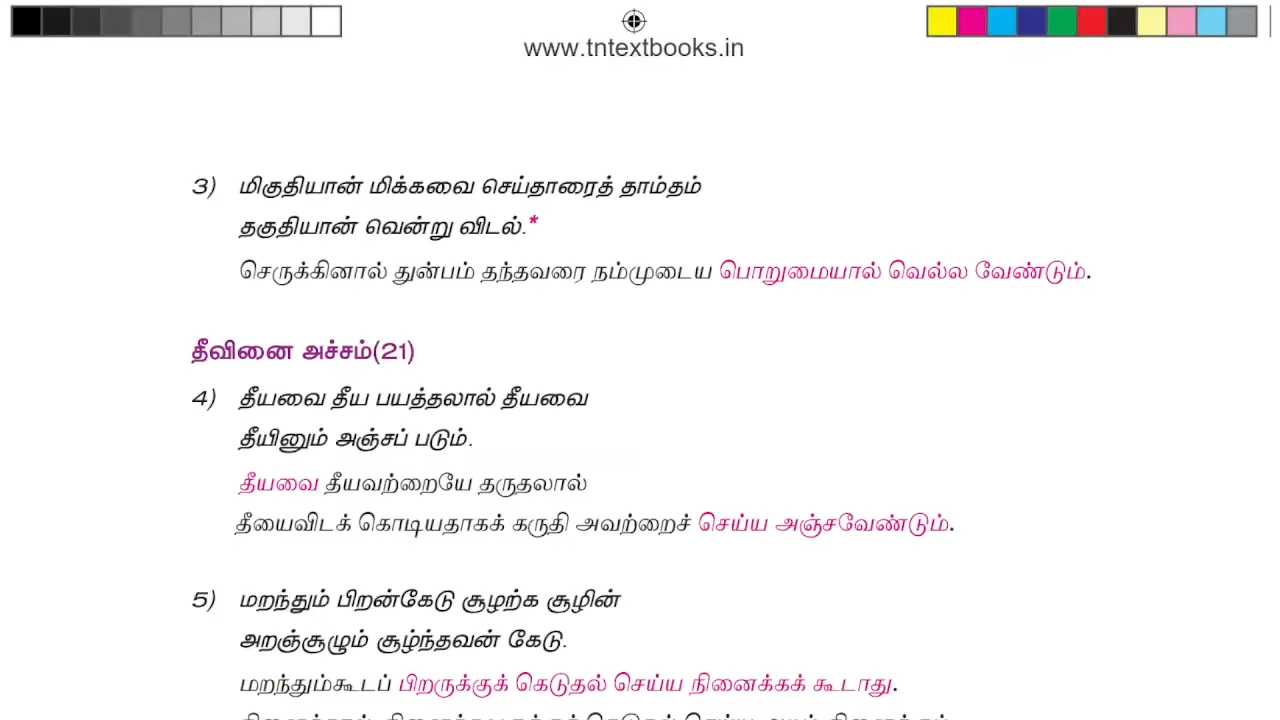 www.tntextbooks.in
3) மிகுதியான் மிக்கவை செய்தாரைத் தாம்தம்
தகுதியான் வென்று விடல்.*
செருக்கினால் துன்பம் தந்தவரை நம்முடைய பொறுமையால் வெல்ல வேண்டும்.
தீவினை அச்சம்(21)
4) தீயவை தீய பயத்தலால் தீயவை
தீயினும் அஞ்சப் படும்.
தீயவை தீயவற்றையே தருதலால்
தீயைவிடக் கொடியதாகக் கருதி அவற்றைச் செய்ய அஞ்சவேண்டும்.
5) மறந்தும் பிறன்கேடு சூழற்க சூழின்
அறஞ்சூழும் சூழ்ந்தவன் கேடு.
மறந்தும்கூடப் பிறருக்குக் கெடுதல் செய்ய நினைக்கக் கூடாது.